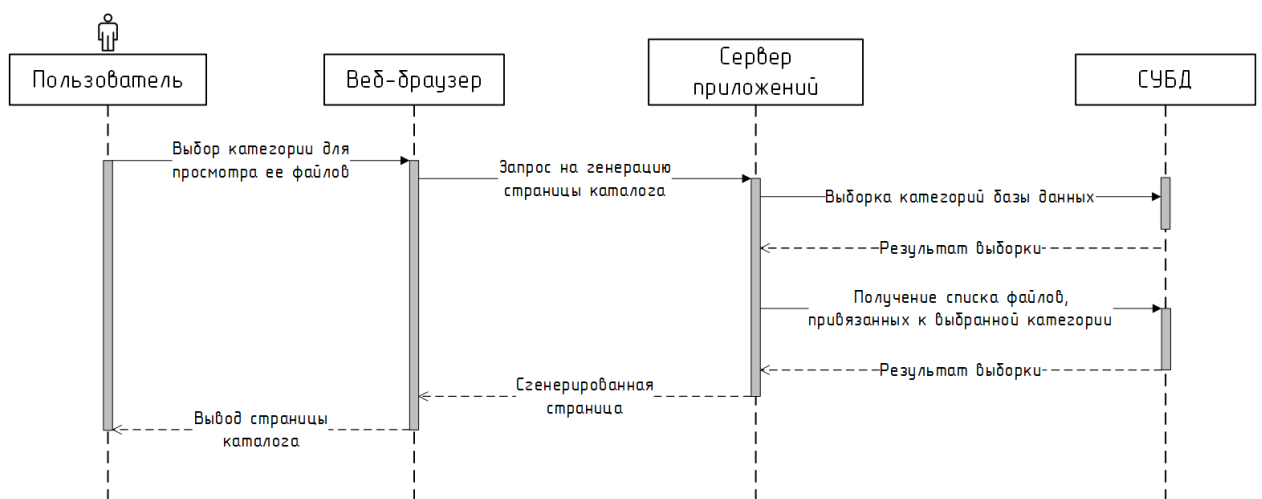 Пользователь
Веб-браузер
Сервер
приложений
СУБД
Выбор категории для
просмотра ее файлов
Запрос на генерацию
страницы каталога
Выборка категорий базы данных
Результат выборки
Получение списка файлов,
привязанных к выбранной категории
Результат выборки
Сгенерированная
страница
Вывод страницы
каталога